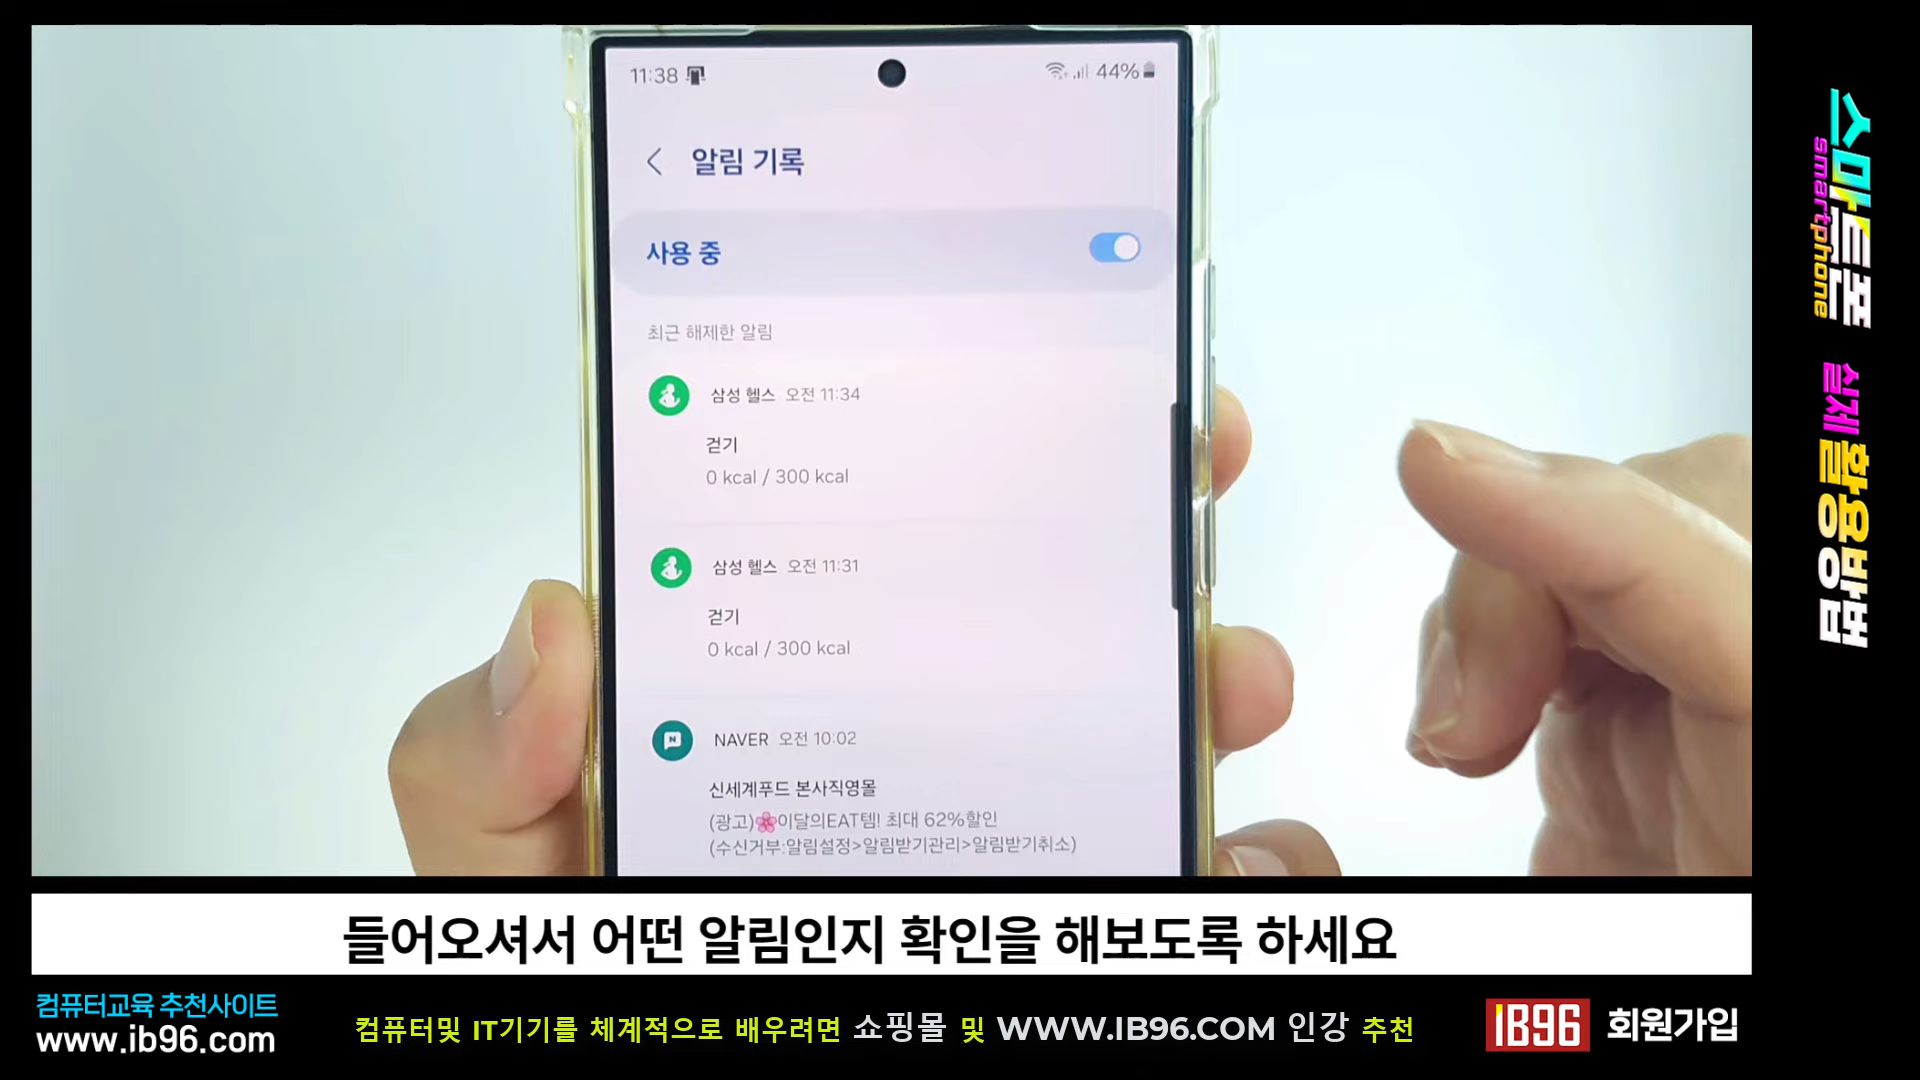 11:38
44%
알림 기록
사용 중
최근 해제한 알림
삼성 헬스 오전 11:34
걷기
0 kcal / 300 kcal
삼성 헬스 오전 11:31
걷기
0 kcal / 300 kcal
NAVER 오전 10:02
신세계푸드 본사직영몰
(광고)🌸이달의EAT템! 최대 62%할인
(수신거부:알림설정>알림받기관리>알림받기취소)
스마트폰
smartphone
실제활용방법
들어오셔서 어떤 알림인지 확인을 해보도록 하세요
컴퓨터교육 추천사이트
www.ib96.com
컴퓨터및 IT기기를 체계적으로 배우려면 쇼핑몰 및 WWW.IB96.COM 인강 추천
IB96 회원가입